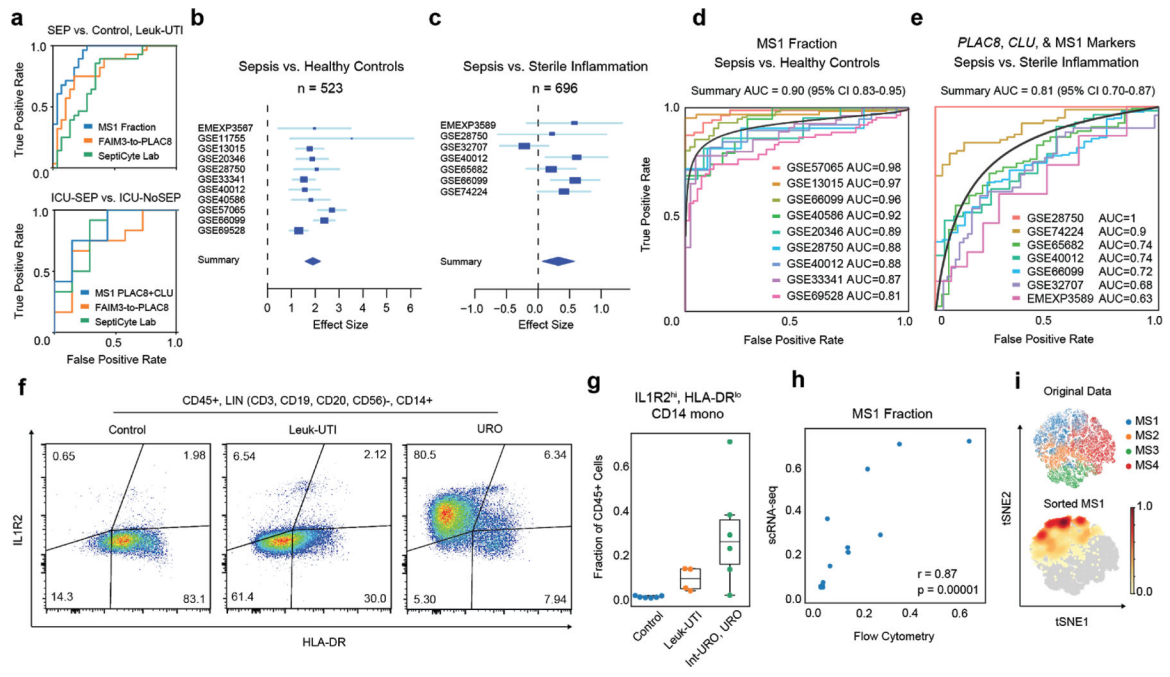 a
SEP vs. Control, Leuk-UTI
True Positive Rate
1.0
0.5
0.0
MS1 Fraction
FAIM3-to-PLAC8
SeptiCyte Lab
ICU-SEP vs. ICU-NoSEP
True Positive Rate
1.0
0.5
0.0
MS1 PLAC8+CLU
FAIM3-to-PLAC8
SeptiCyte Lab
0.5 1.0
False Positive Rate
b
Sepsis vs. Healthy Controls
n = 523
EMEXP3567
GSE11755
GSE13015
GSE20346
GSE28750
GSE33341
GSE40012
GSE40586
GSE57065
GSE66099
GSE69528
Summary
0 1 2 3 4 5 6
Effect Size
c
Sepsis vs. Sterile Inflammation
n = 696
EMEXP3589
GSE28750
GSE32707
GSE40012
GSE65682
GSE66099
GSE74224
Summary
−1.0 −0.5 0.0 0.5 1.0
Effect Size
d
MS1 Fraction
Sepsis vs. Healthy Controls
Summary AUC = 0.90 (95% CI 0.83-0.95)
True Positive Rate
1.0
0.5
GSE57065 AUC=0.98
GSE13015 AUC=0.97
GSE66099 AUC=0.96
GSE40586 AUC=0.92
GSE20346 AUC=0.89
GSE28750 AUC=0.88
GSE40012 AUC=0.88
GSE33341 AUC=0.87
GSE69528 AUC=0.81
0.0 0.5 1.0
False Positive Rate
e
PLAC8, CLU, & MS1 Markers
Sepsis vs. Sterile Inflammation
Summary AUC = 0.81 (95% CI 0.70-0.87)
GSE28750 AUC=1
GSE74224 AUC=0.9
GSE65682 AUC=0.74
GSE40012 AUC=0.74
GSE66099 AUC=0.72
GSE32707 AUC=0.68
EMEXP3589 AUC=0.63
0 0.5 1.0
False Positive Rate
f
CD45+, LIN (CD3, CD19, CD20, CD56)-, CD14+
Control Leuk-UTI URO
IL1R2
0.65 1.98 6.54 2.12 80.5 6.34
14.3 83.1 61.4 30.0 5.30 7.94
HLA-DR
g
IL1R2hi, HLA-DRlo
CD14 mono
Fraction of CD45+ Cells
0.6
0.4
0.2
0.0
Control
Leuk-UTI
Int-URO, URO
h
MS1 Fraction
scRNA-seq
0.6
0.4
0.2
0.0
r = 0.87
p = 0.00001
0.0 0.2 0.4 0.6
Flow Cytometry
i
Original Data
MS1
MS2
MS3
MS4
Sorted MS1
1.0
0.0
tSNE2
tSNE1